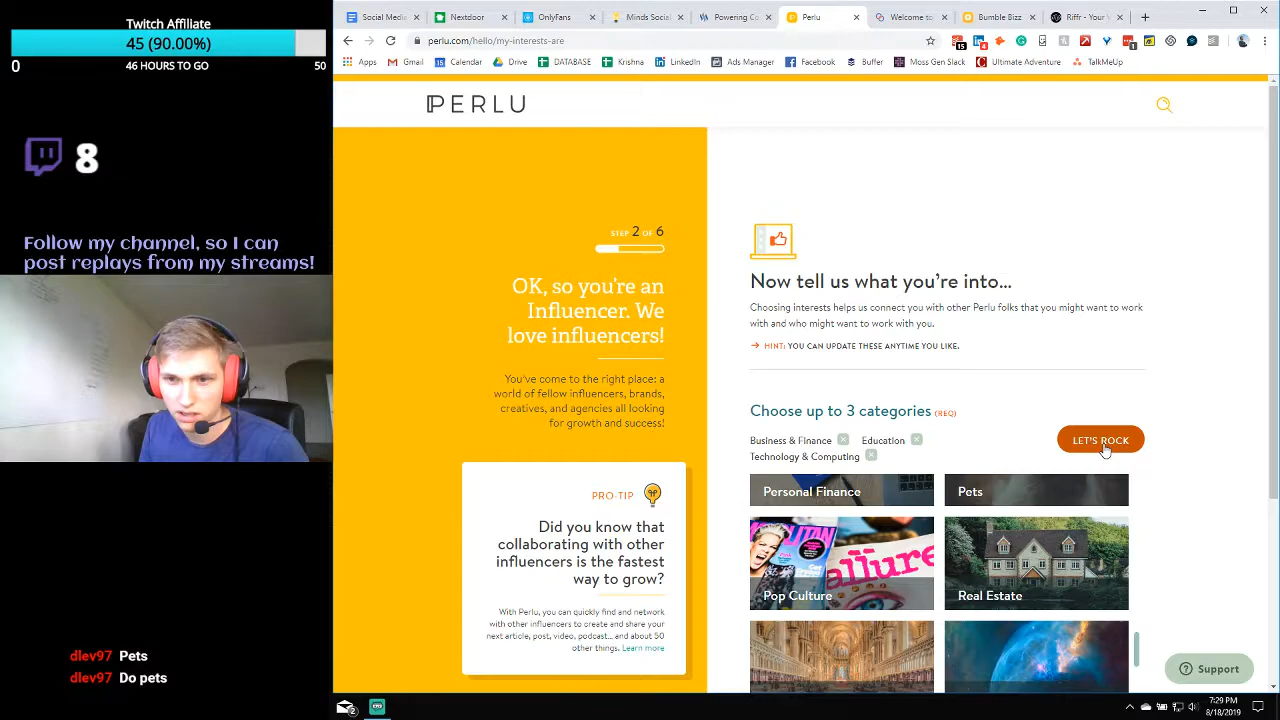 Twitch Affiliate
45 (90.00%)
0 46 HOURS TO GO 50
8
Follow my channel, so I can
post replays from my streams!
dlev97 Pets
dlev97 Do pets
Social Media Nextdoor OnlyFans Minds Social Powering Co Perlu Welcome to Bumble Bizz Riffr - Your V
perlu.com/hello/my-interests-are
Apps Gmail Calendar Drive DATABASE Krishna LinkedIn Ad Manager Facebook Buffer Moss Gen Slack Ultimate Adventure TalkMeUp
PERLU
STEP 2 OF 6
OK, so you're an
Influencer. We
love influencers!
You've come to the right place: a
world of fellow influencers, brands,
creatives, and agencies all looking
for growth and success!
PRO-TIP
Did you know that
collaborating with other
influencers is the fastest
way to grow?
With Perlu, you can quickly find and network
with other influencers to create and share your
next article, post, video, podcast... and about 50
other things. Learn more
Now tell us what you're into...
Choosing interests helps us connect you with other Perlu folks that you might want to work
with and who might want to work with you.
HINT: YOU CAN UPDATE THESE ANYTIME YOU LIKE.
Choose up to 3 categories (REQ)
Business & Finance Education
Technology & Computing
LET'S ROCK
Personal Finance Pets
allure
Pop Culture Real Estate
Support
7:29 PM
8/18/2019